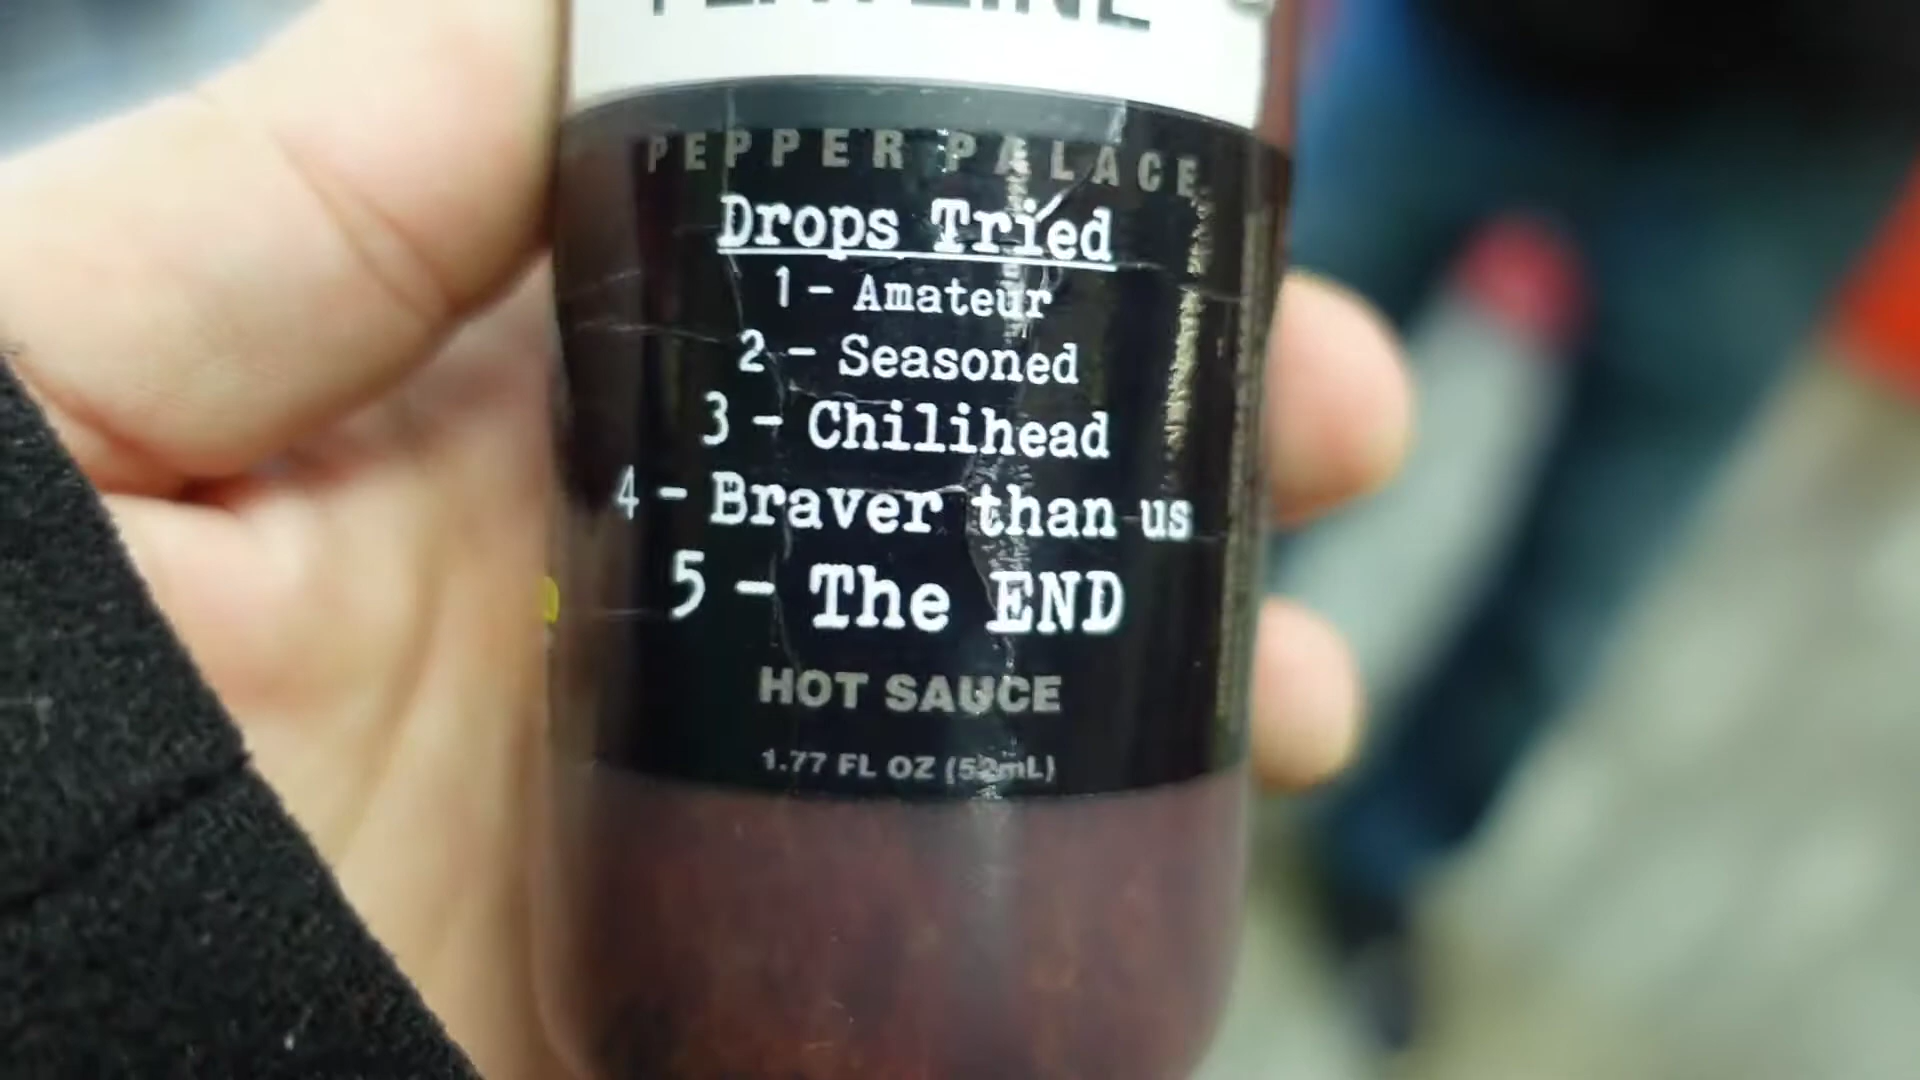 FLATLINE
PEPPER PALACE
Drops Tried
1 - Amateur
2 - Seasoned
3 - Chilihead
4 - Braver than us
5 - The END
HOT SAUCE
1.77 FL OZ (52mL)